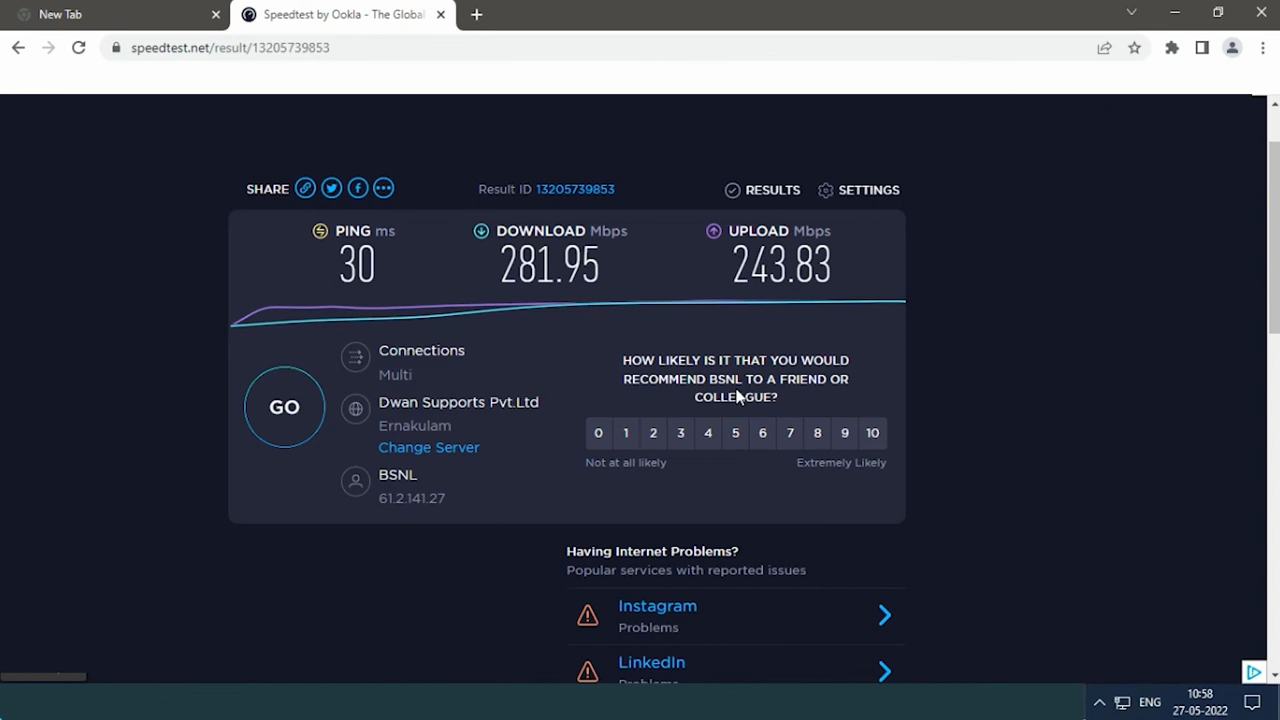 New Tab
Speedtest by Ookla - The Global
speedtest.net/result/13205739853
SHARE
Result ID 13205739853
RESULTS
SETTINGS
PING ms
DOWNLOAD Mbps
UPLOAD Mbps
30
281.95
243.83
GO
Connections
Multi
Dwan Supports Pvt.Ltd
Ernakulam
Change Server
BSNL
61.2.141.27
HOW LIKELY IS IT THAT YOU WOULD
RECOMMEND BSNL TO A FRIEND OR
COLLEAGUE?
0 1 2 3 4 5 6 7 8 9 10
Not at all likely
Extremely Likely
Having Internet Problems?
Popular services with reported issues
Instagram
Problems
LinkedIn
Problems
ENG
10:58
27-05-2022